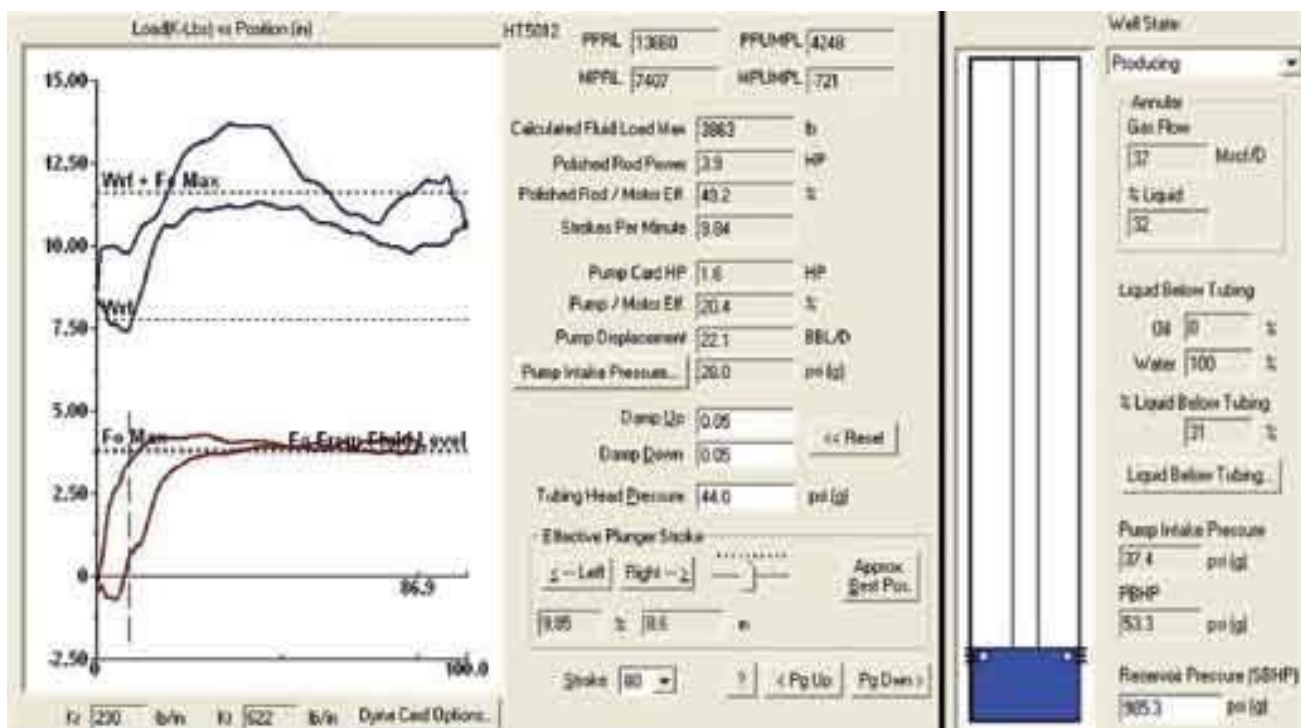 Load(K-Lbs) vs Position (in)
15.00
12.50
10.00
7.50
5.00
2.50
0
-2.50
Wrf + Fo Max
Wrf
Fo Max
Fo From Fluid Level
86.9
0
100.0
Kr 230 lb/in Kt 622 lb/in Dyna Card Options...
HT5012
PPRL 13660 PPUMPL 4248
MPRL 7407 MPUMPL -721
Calculated Fluid Load Max 3863 lb
Polished Rod Power 3.9 HP
Polished Rod / Motor Eff. 49.2 %
Strokes Per Minute 9.84
Pump Card HP 1.6 HP
Pump / Motor Eff. 20.4 %
Pump Displacement 22.1 BBL/D
Pump Intake Pressure... 28.0 psi (g)
Damp Up 0.05
Damp Down 0.05
<< Reset
Tubing Head Pressure 44.0 psi (g)
Effective Plunger Stroke
< -- Left Right -- >
Approx. Best Pos.
9.85 % 8.6 in
Stroke 80 ? < Pg Up Pg Dwn >
Well State:
Producing
Annular
Gas Flow
37 Mscf/D
% Liquid
32
Liquid Below Tubing
Oil 0 %
Water 100 %
% Liquid Below Tubing
31 %
Liquid Below Tubing...
Pump Intake Pressure
37.4 psi (g)
PBHP
53.3 psi (g)
Reservoir Pressure (SBHP)
985.3 psi (g)